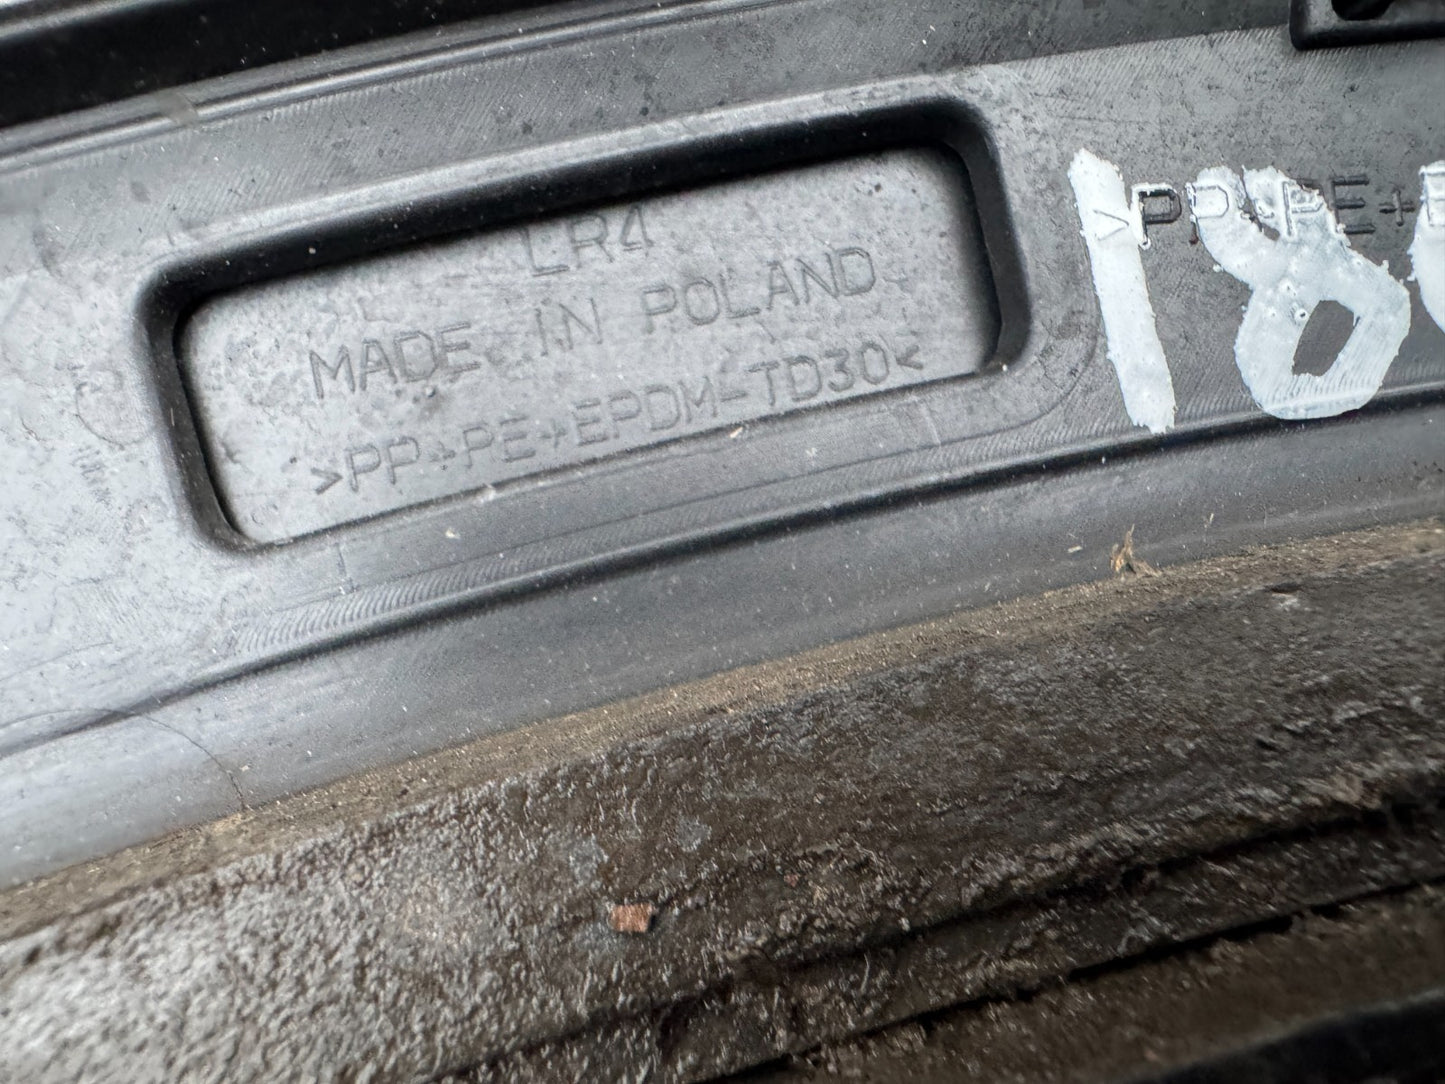 LR4
MADE IN POLAND
>PP+PE+EPDM-TD30<
>PP+PE+
18